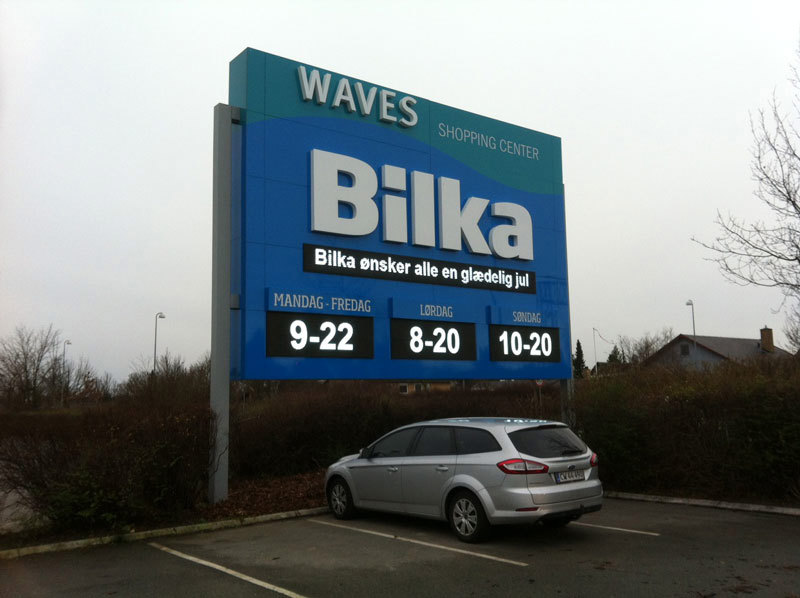 WAVES
SHOPPING CENTER
Bilka
Bilka ønsker alle en glædelig jul
MANDAG - FREDAG LØRDAG SØNDAG
9-22 8-20 10-20